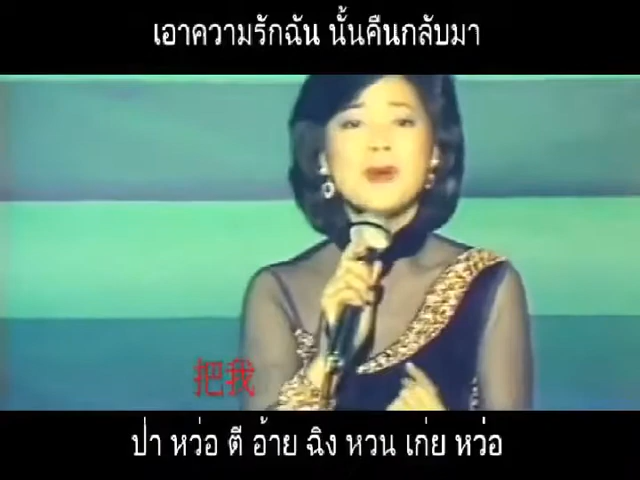 เอาความรักฉัน นั้นคืนกลับมา
把我
ป่า หว่อ ตี อ้าย ฉิง หวน เก่ย หว่อ